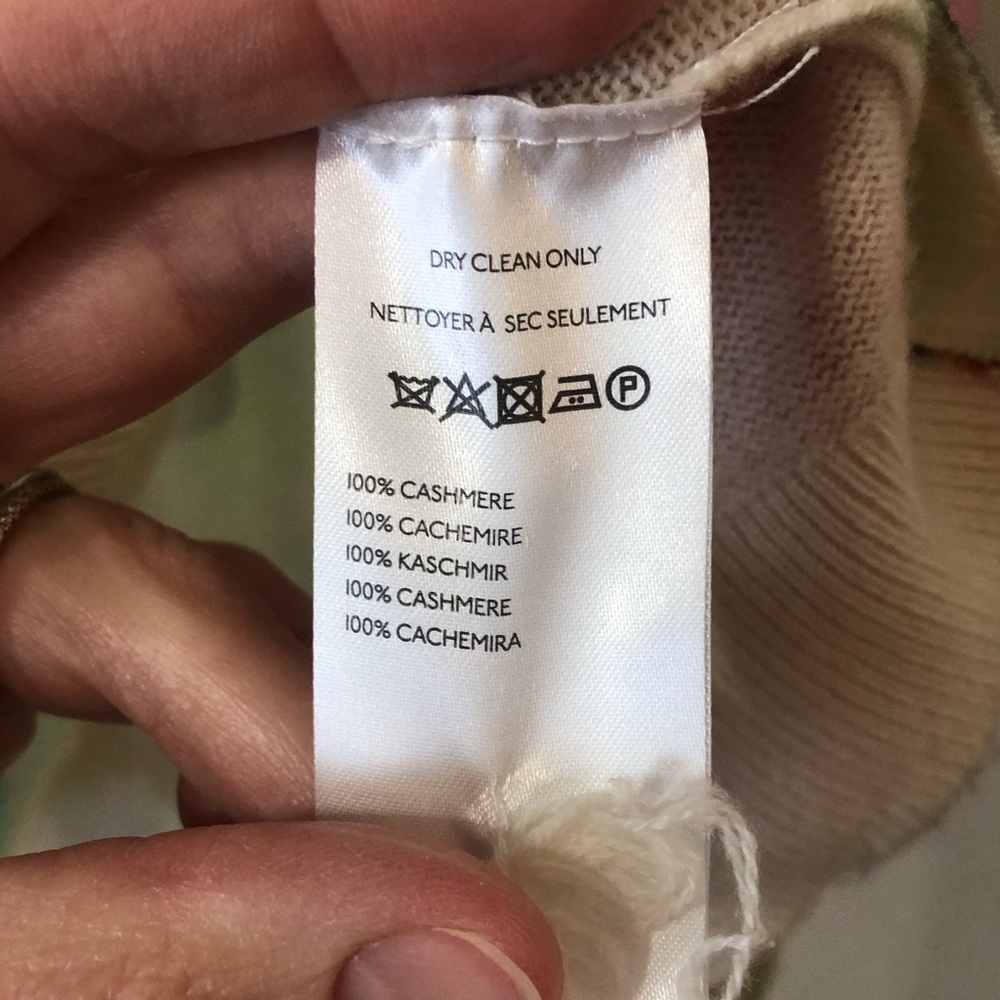 DRY CLEAN ONLY
NETTOYER À SEC SEULEMENT
P
100% CASHMERE
100% CACHEMIRE
100% KASCHMIR
100% CASHMERE
100% CACHEMIRA